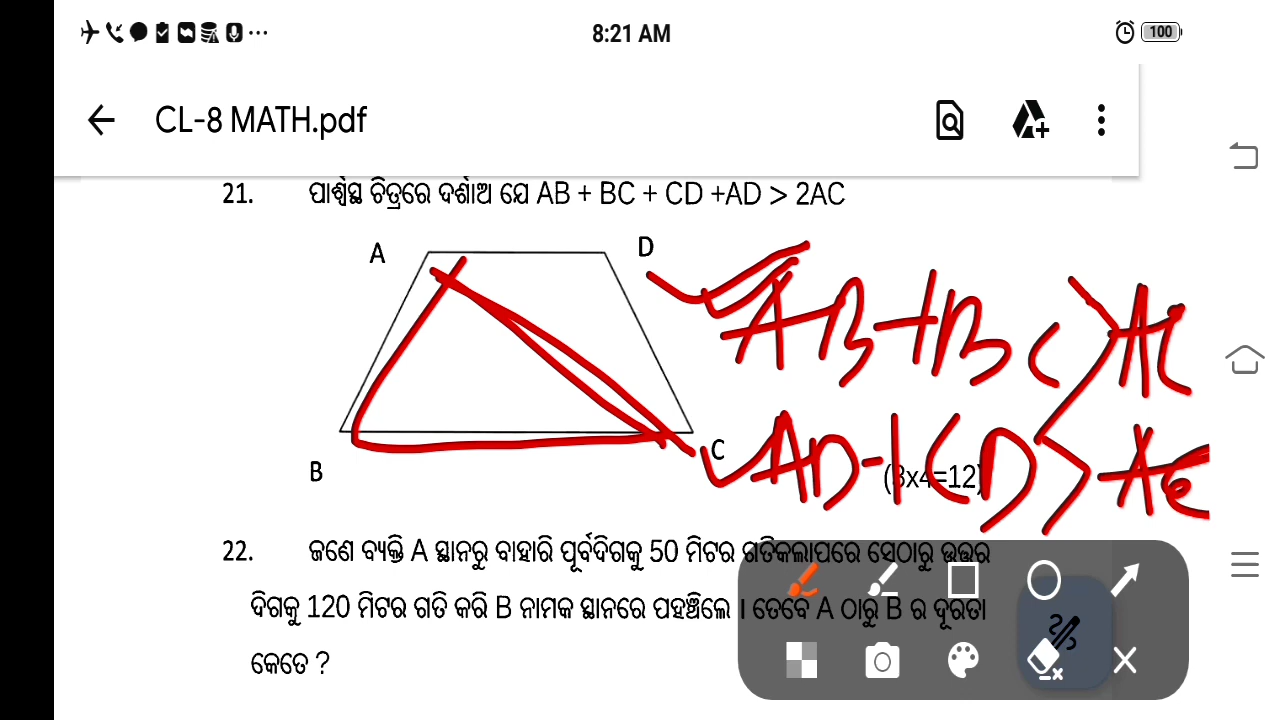 8:21 AM
100
CL-8 MATH.pdf
21. ପାର୍ଶ୍ୱସ୍ଥ ଚିତ୍ରରେ ଦର୍ଶାଅ ଯେ AB + BC + CD +AD > 2AC
A
D
AB+BC>AC
B
C
AD+CD>AC
(3x4=12)
22. ଜଣେ ବ୍ୟକ୍ତି A ସ୍ଥାନରୁ ବାହାରି ପୂର୍ବଦିଗକୁ 50 ମିଟର ଗତିକଲାପରେ ସେଠାରୁ ଉତ୍ତର
ଦିଗକୁ 120 ମିଟର ଗତି କରି B ନାମକ ସ୍ଥାନରେ ପହଞ୍ଚିଲେ । ତେବେ A ଠାରୁ B ର ଦୂରତା
କେତେ ?